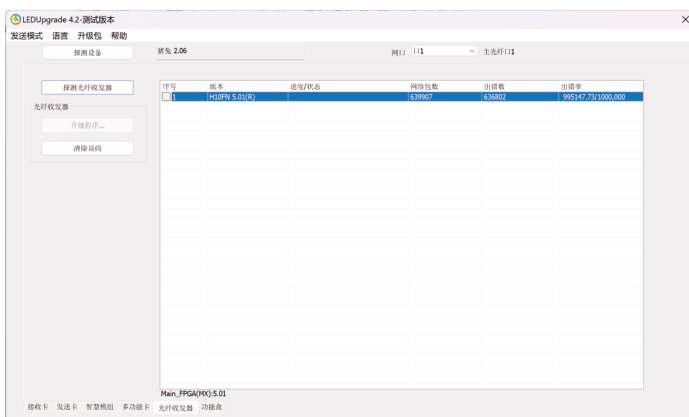 LEDUpgrade 4.2-测试版本
发送模式 语言 升级包 帮助
探测设备 猪兔 2.06 网口 口1 主光纤口1
探测光纤收发器
序号 版本 进度/状态 网络包数 出错数 出错率
1 H10FN 5.01(R) 639907 636802 995147.73/1000,000
光纤收发器
升级程序...
清除误码
Main_FPGA(MX):5.01
接收卡 发送卡 智慧模组 多功能卡 光纤收发器 功能盒